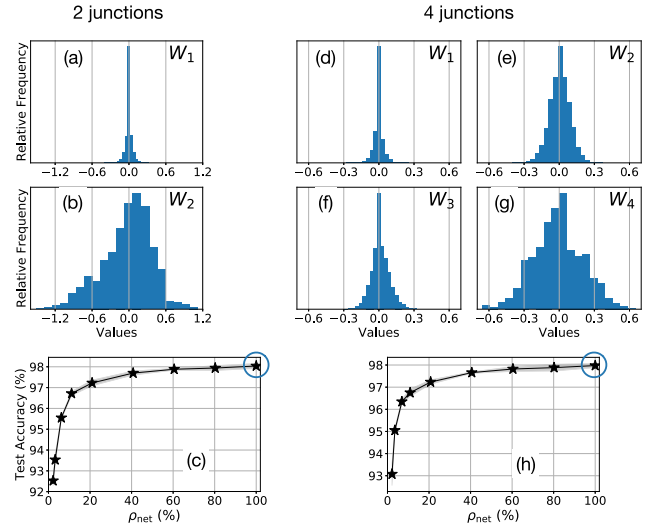 2 junctions
4 junctions
(a) W1
Relative Frequency
−1.2 −0.6 0.0 0.6 1.2
(b) W2
Relative Frequency
−1.2 −0.6 0.0 0.6 1.2
Values
(d) W1
−0.6 −0.3 0.0 0.3 0.6
(e) W2
−0.6 −0.3 0.0 0.3 0.6
(f) W3
−0.6 −0.3 0.0 0.3 0.6
Values
(g) W4
−0.6 −0.3 0.0 0.3 0.6
Values
Test Accuracy (%)
98
97
96
95
94
93
92
(c)
0 20 40 60 80 100
ρnet (%)
98
97
96
95
94
93
(h)
0 20 40 60 80 100
ρnet (%)